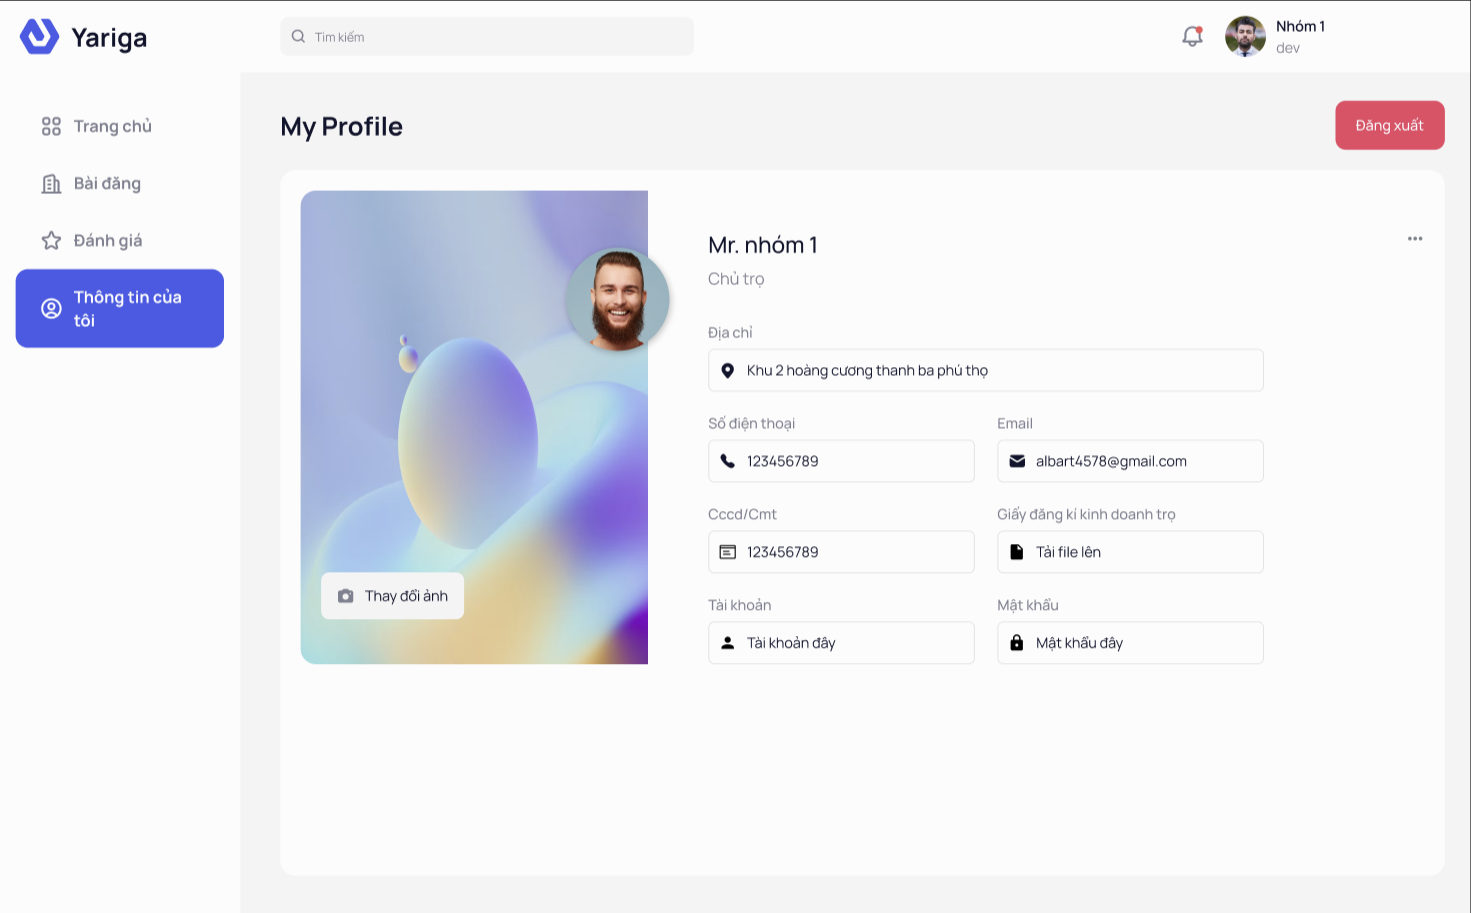 Yariga
Tìm kiếm
Nhóm 1
dev
Trang chủ
Bài đăng
Đánh giá
Thông tin của
tôi
My Profile
Đăng xuất
Mr. nhóm 1
Chủ trọ
Địa chỉ
Khu 2 hoàng cương thanh ba phú thọ
Số điện thoại
Email
123456789
albart4578@gmail.com
Cccd/Cmt
Giấy đăng kí kinh doanh trọ
123456789
Tải file lên
Thay đổi ảnh
Tài khoản
Mật khẩu
Tài khoản đây
Mật khẩu đây